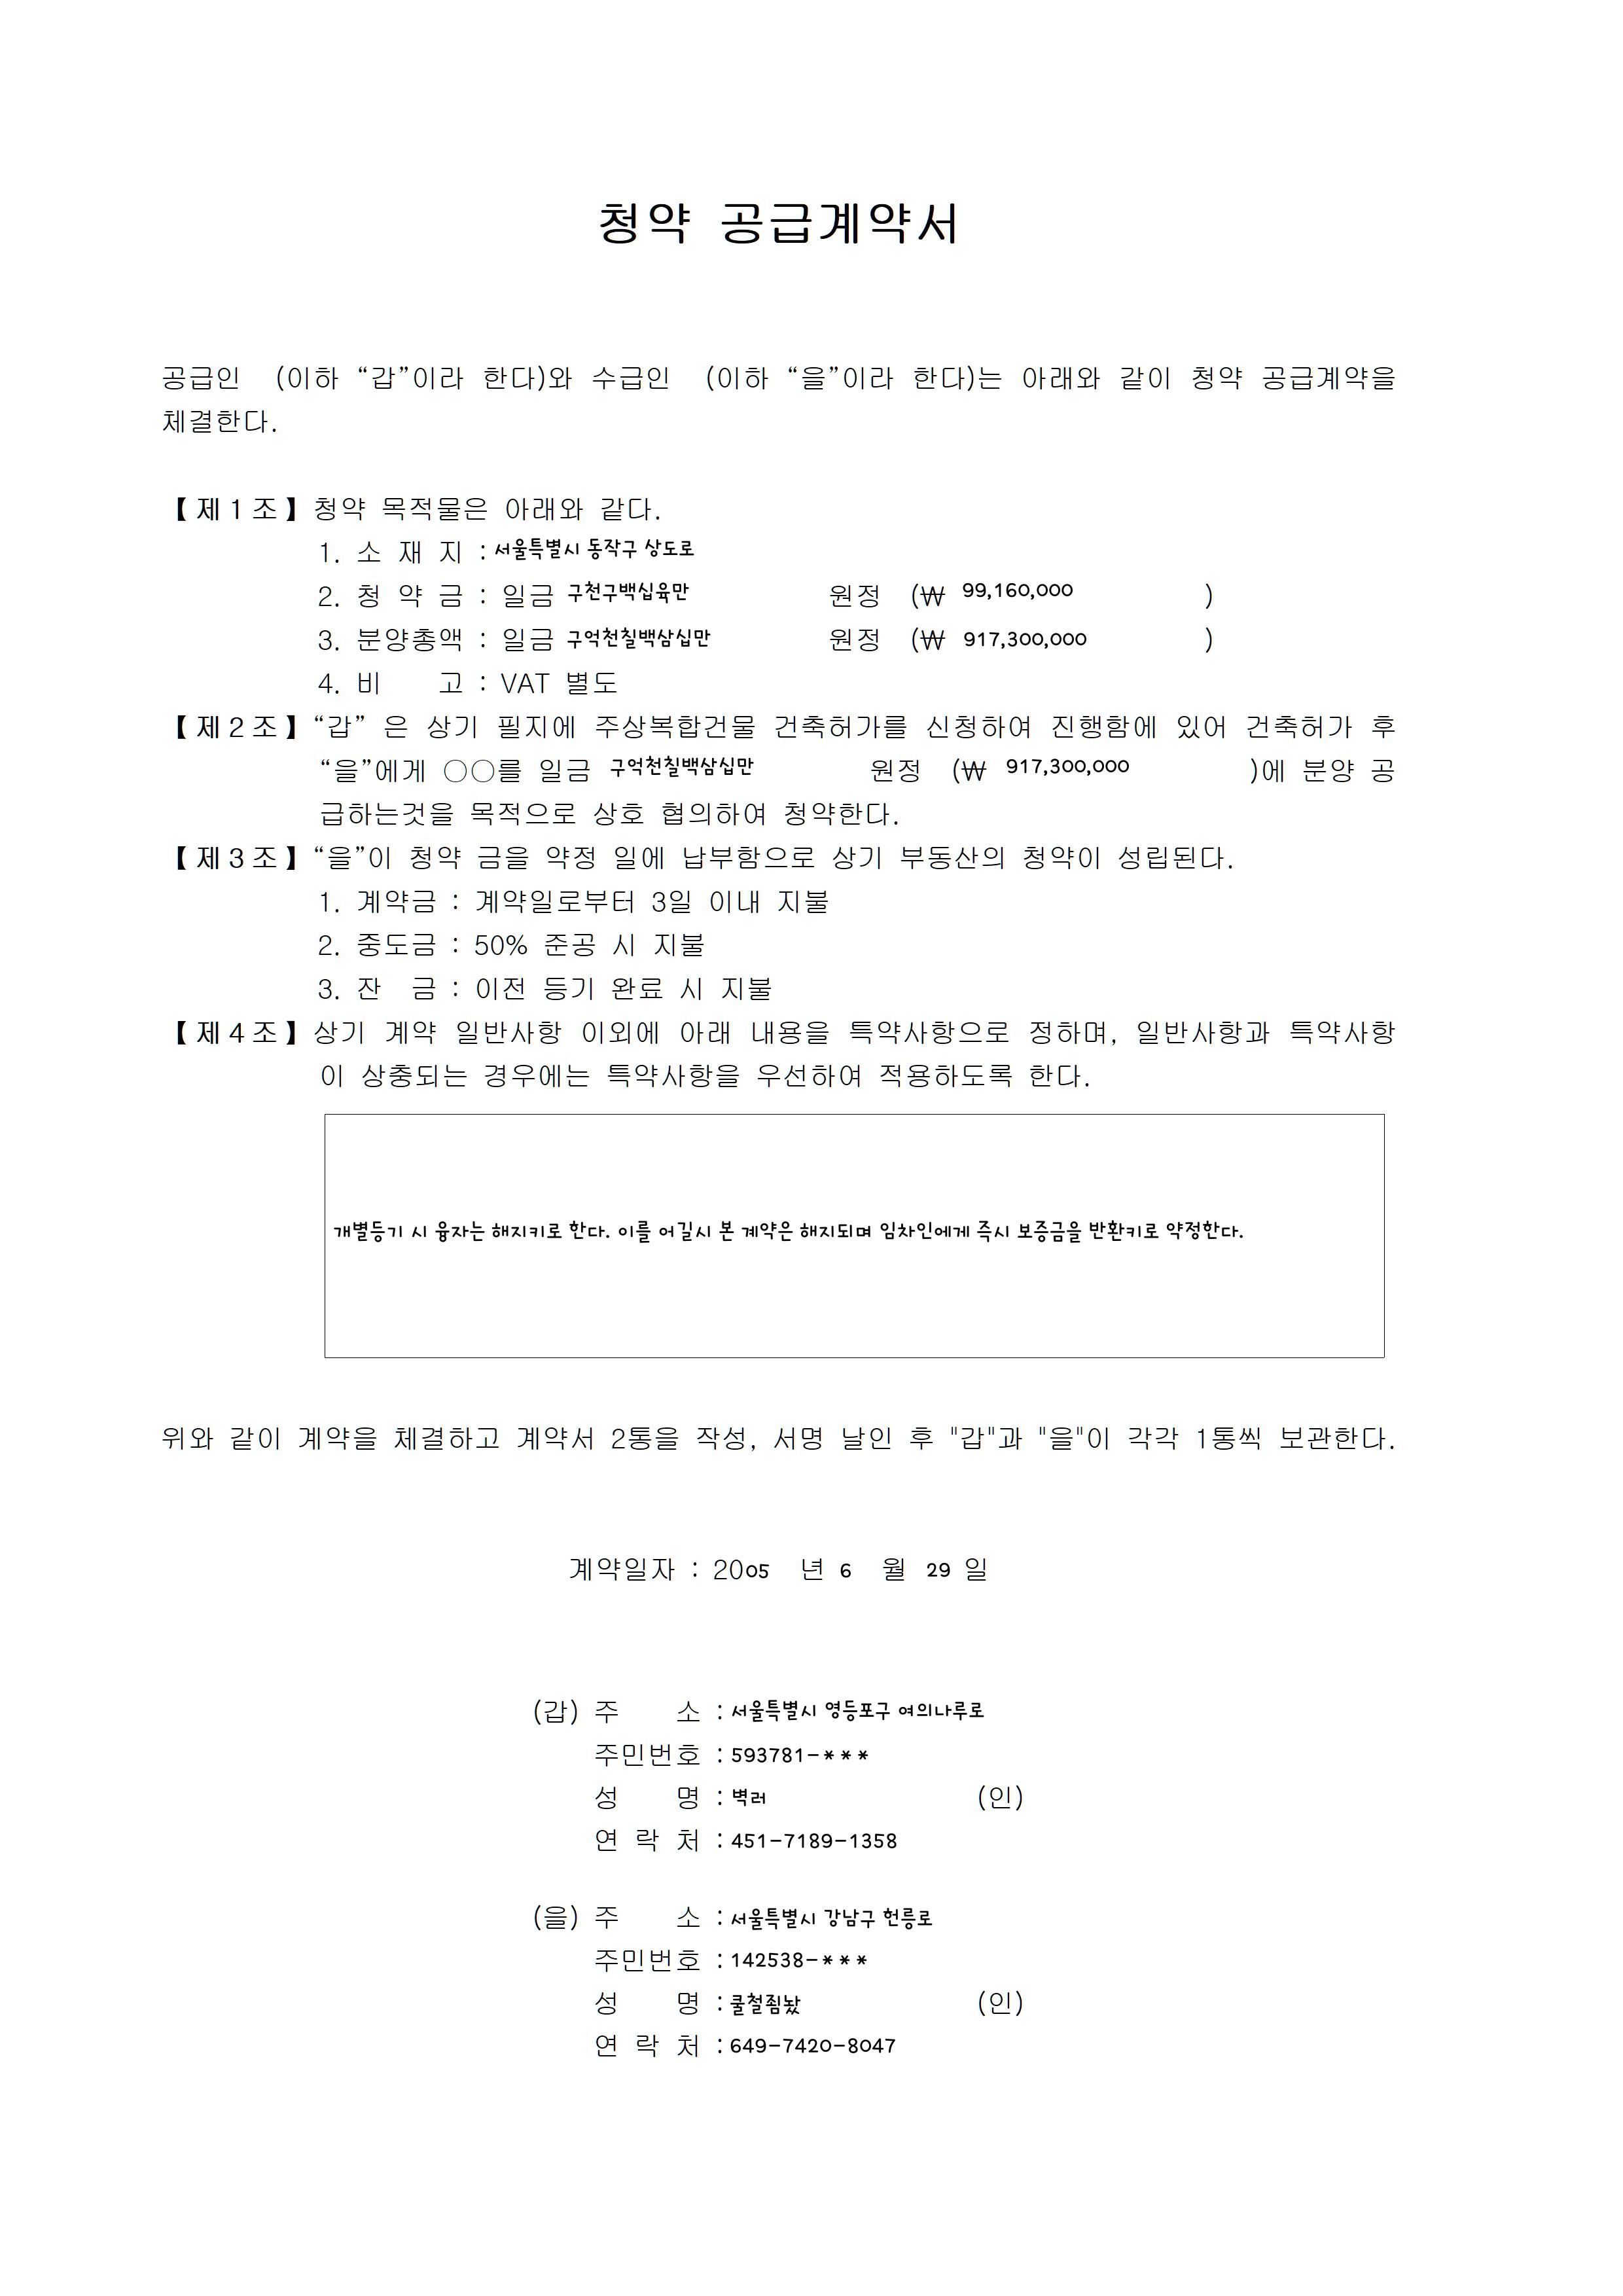 청약 공급계약서
공급인 (이하 “갑”이라 한다)와 수급인 (이하 “을”이라 한다)는 아래와 같이 청약 공급계약을
체결한다.
【제1조】청약 목적물은 아래와 같다.
1. 소 재 지 : 서울특별시 동작구 상도로
2. 청 약 금 : 일금 구천구백십육만 원정 (₩ 99,160,000 )
3. 분양총액 : 일금 구억천칠백삼십만 원정 (₩ 917,300,000 )
4. 비 고 : VAT 별도
【제2조】“갑” 은 상기 필지에 주상복합건물 건축허가를 신청하여 진행함에 있어 건축허가 후
“을”에게 ○○를 일금 구억천칠백삼십만 원정 (₩ 917,300,000 )에 분양 공
급하는것을 목적으로 상호 협의하여 청약한다.
【제3조】“을”이 청약 금을 약정 일에 납부함으로 상기 부동산의 청약이 성립된다.
1. 계약금 : 계약일로부터 3일 이내 지불
2. 중도금 : 50% 준공 시 지불
3. 잔 금 : 이전 등기 완료 시 지불
【제4조】상기 계약 일반사항 이외에 아래 내용을 특약사항으로 정하며, 일반사항과 특약사항
이 상충되는 경우에는 특약사항을 우선하여 적용하도록 한다.
개별등기 시 융자는 해지키로 한다. 이를 어길시 본 계약은 해지되며 임차인에게 즉시 보증금을 반환키로 약정한다.
위와 같이 계약을 체결하고 계약서 2통을 작성, 서명 날인 후 "갑"과 "을"이 각각 1통씩 보관한다.
계약일자 : 2005 년 6 월 29 일
(갑) 주 소 : 서울특별시 영등포구 여의나루로
주민번호 : 593781-***
성 명 : 벽러 (인)
연 락 처 : 451-7189-1358
(을) 주 소 : 서울특별시 강남구 헌릉로
주민번호 : 142538-***
성 명 : 쿨철죔놨 (인)
연 락 처 : 649-7420-8047